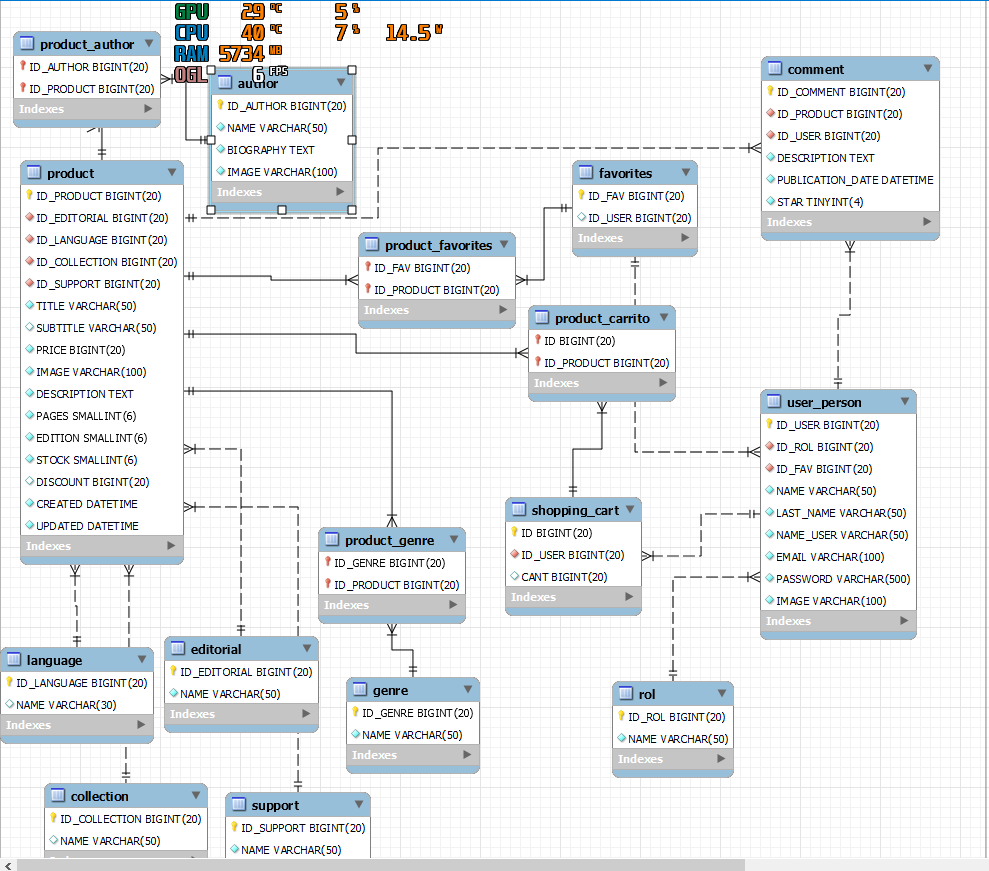 GPU 29 °C 5 %
CPU 40 °C 7 % 14.5 W
RAM 5734 MB
OGL 6 FPS
product_author
ID_AUTHOR BIGINT(20)
ID_PRODUCT BIGINT(20)
Indexes
author
ID_AUTHOR BIGINT(20)
NAME VARCHAR(50)
BIOGRAPHY TEXT
IMAGE VARCHAR(100)
Indexes
comment
ID_COMMENT BIGINT(20)
ID_PRODUCT BIGINT(20)
ID_USER BIGINT(20)
DESCRIPTION TEXT
PUBLICATION_DATE DATETIME
STAR TINYINT(4)
Indexes
product
ID_PRODUCT BIGINT(20)
ID_EDITORIAL BIGINT(20)
ID_LANGUAGE BIGINT(20)
ID_COLLECTION BIGINT(20)
ID_SUPPORT BIGINT(20)
TITLE VARCHAR(50)
SUBTITLE VARCHAR(50)
PRICE BIGINT(20)
IMAGE VARCHAR(100)
DESCRIPTION TEXT
PAGES SMALLINT(6)
EDITION SMALLINT(6)
STOCK SMALLINT(6)
DISCOUNT BIGINT(20)
CREATED DATETIME
UPDATED DATETIME
Indexes
favorites
ID_FAV BIGINT(20)
ID_USER BIGINT(20)
Indexes
product_favorites
ID_FAV BIGINT(20)
ID_PRODUCT BIGINT(20)
Indexes
product_carrito
ID BIGINT(20)
ID_PRODUCT BIGINT(20)
Indexes
user_person
ID_USER BIGINT(20)
ID_ROL BIGINT(20)
ID_FAV BIGINT(20)
NAME VARCHAR(50)
LAST_NAME VARCHAR(50)
NAME_USER VARCHAR(50)
EMAIL VARCHAR(100)
PASSWORD VARCHAR(500)
IMAGE VARCHAR(100)
Indexes
shopping_cart
ID BIGINT(20)
ID_USER BIGINT(20)
CANT BIGINT(20)
Indexes
product_genre
ID_GENRE BIGINT(20)
ID_PRODUCT BIGINT(20)
Indexes
language
ID_LANGUAGE BIGINT(20)
NAME VARCHAR(30)
Indexes
editorial
ID_EDITORIAL BIGINT(20)
NAME VARCHAR(50)
Indexes
genre
ID_GENRE BIGINT(20)
NAME VARCHAR(50)
Indexes
rol
ID_ROL BIGINT(20)
NAME VARCHAR(50)
Indexes
collection
ID_COLLECTION BIGINT(20)
NAME VARCHAR(50)
support
ID_SUPPORT BIGINT(20)
NAME VARCHAR(50)